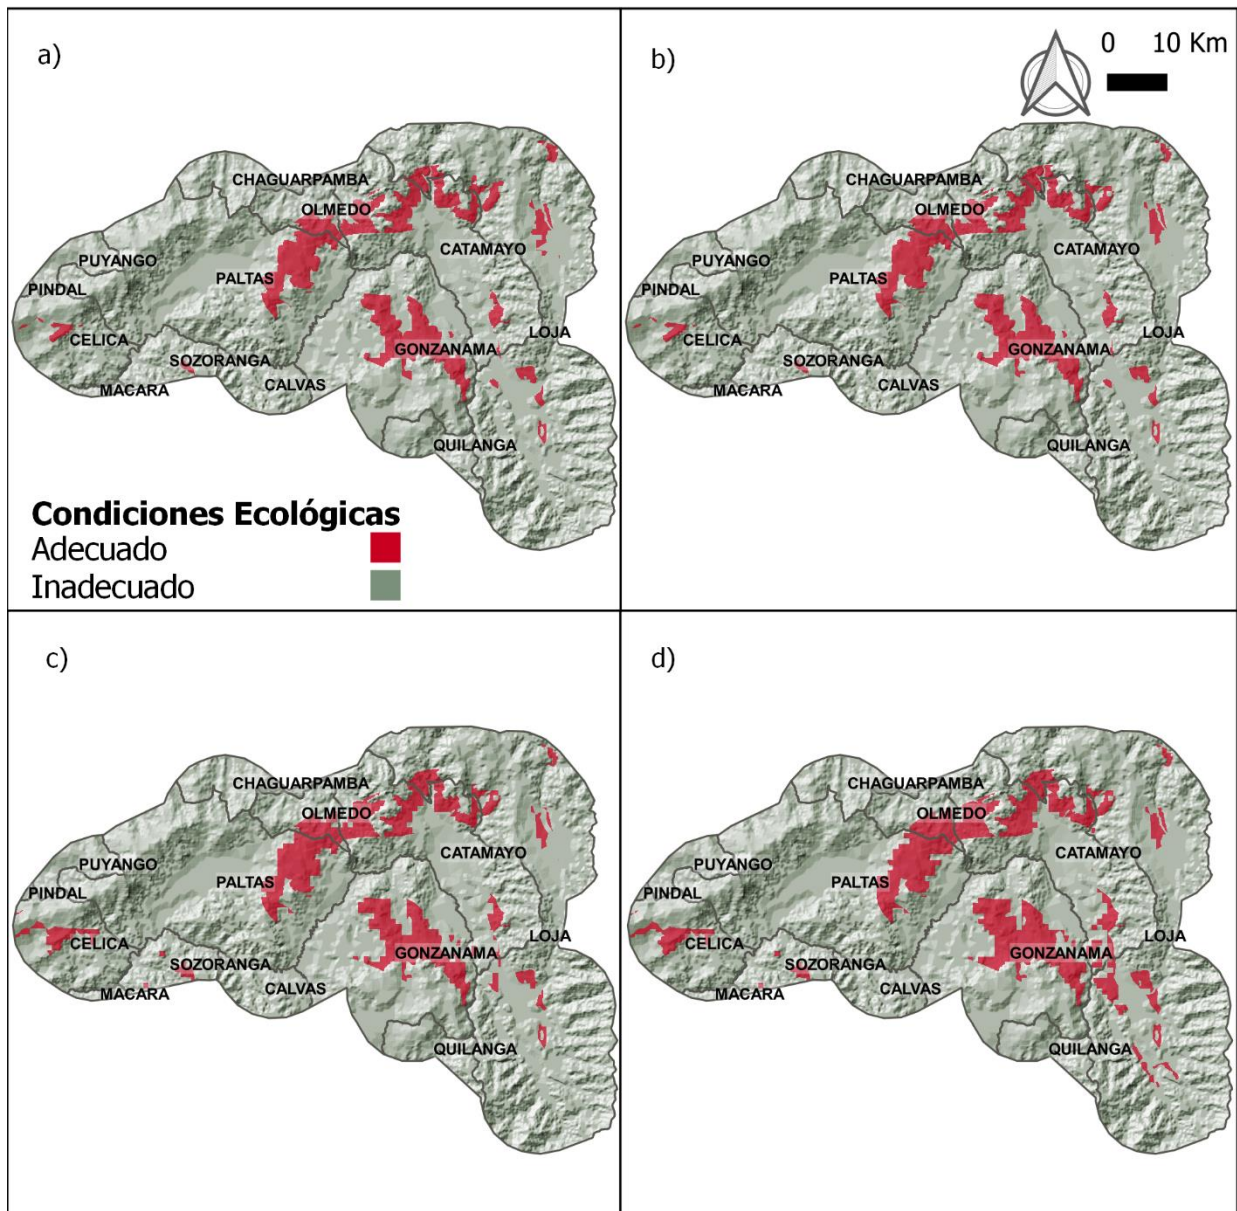 a)
CHAGUARPAMBA
OLMEDO
CATAMAYO
PUYANGO
PALTAS
PINDAL
CELICA
LOJA
GONZANAMA
SOZORANGA
MACARA
CALVAS
QUILANGA
Condiciones Ecológicas
Adecuado
Inadecuado
b)
0 10 Km
CHAGUARPAMBA
OLMEDO
CATAMAYO
PUYANGO
PALTAS
PINDAL
CELICA
LOJA
GONZANAMA
SOZORANGA
MACARA
CALVAS
QUILANGA
c)
CHAGUARPAMBA
OLMEDO
CATAMAYO
PUYANGO
PALTAS
PINDAL
CELICA
LOJA
GONZANAMA
SOZORANGA
MACARA
CALVAS
QUILANGA
d)
CHAGUARPAMBA
OLMEDO
CATAMAYO
PUYANGO
PALTAS
PINDAL
CELICA
LOJA
GONZANAMA
SOZORANGA
MACARA
CALVAS
QUILANGA